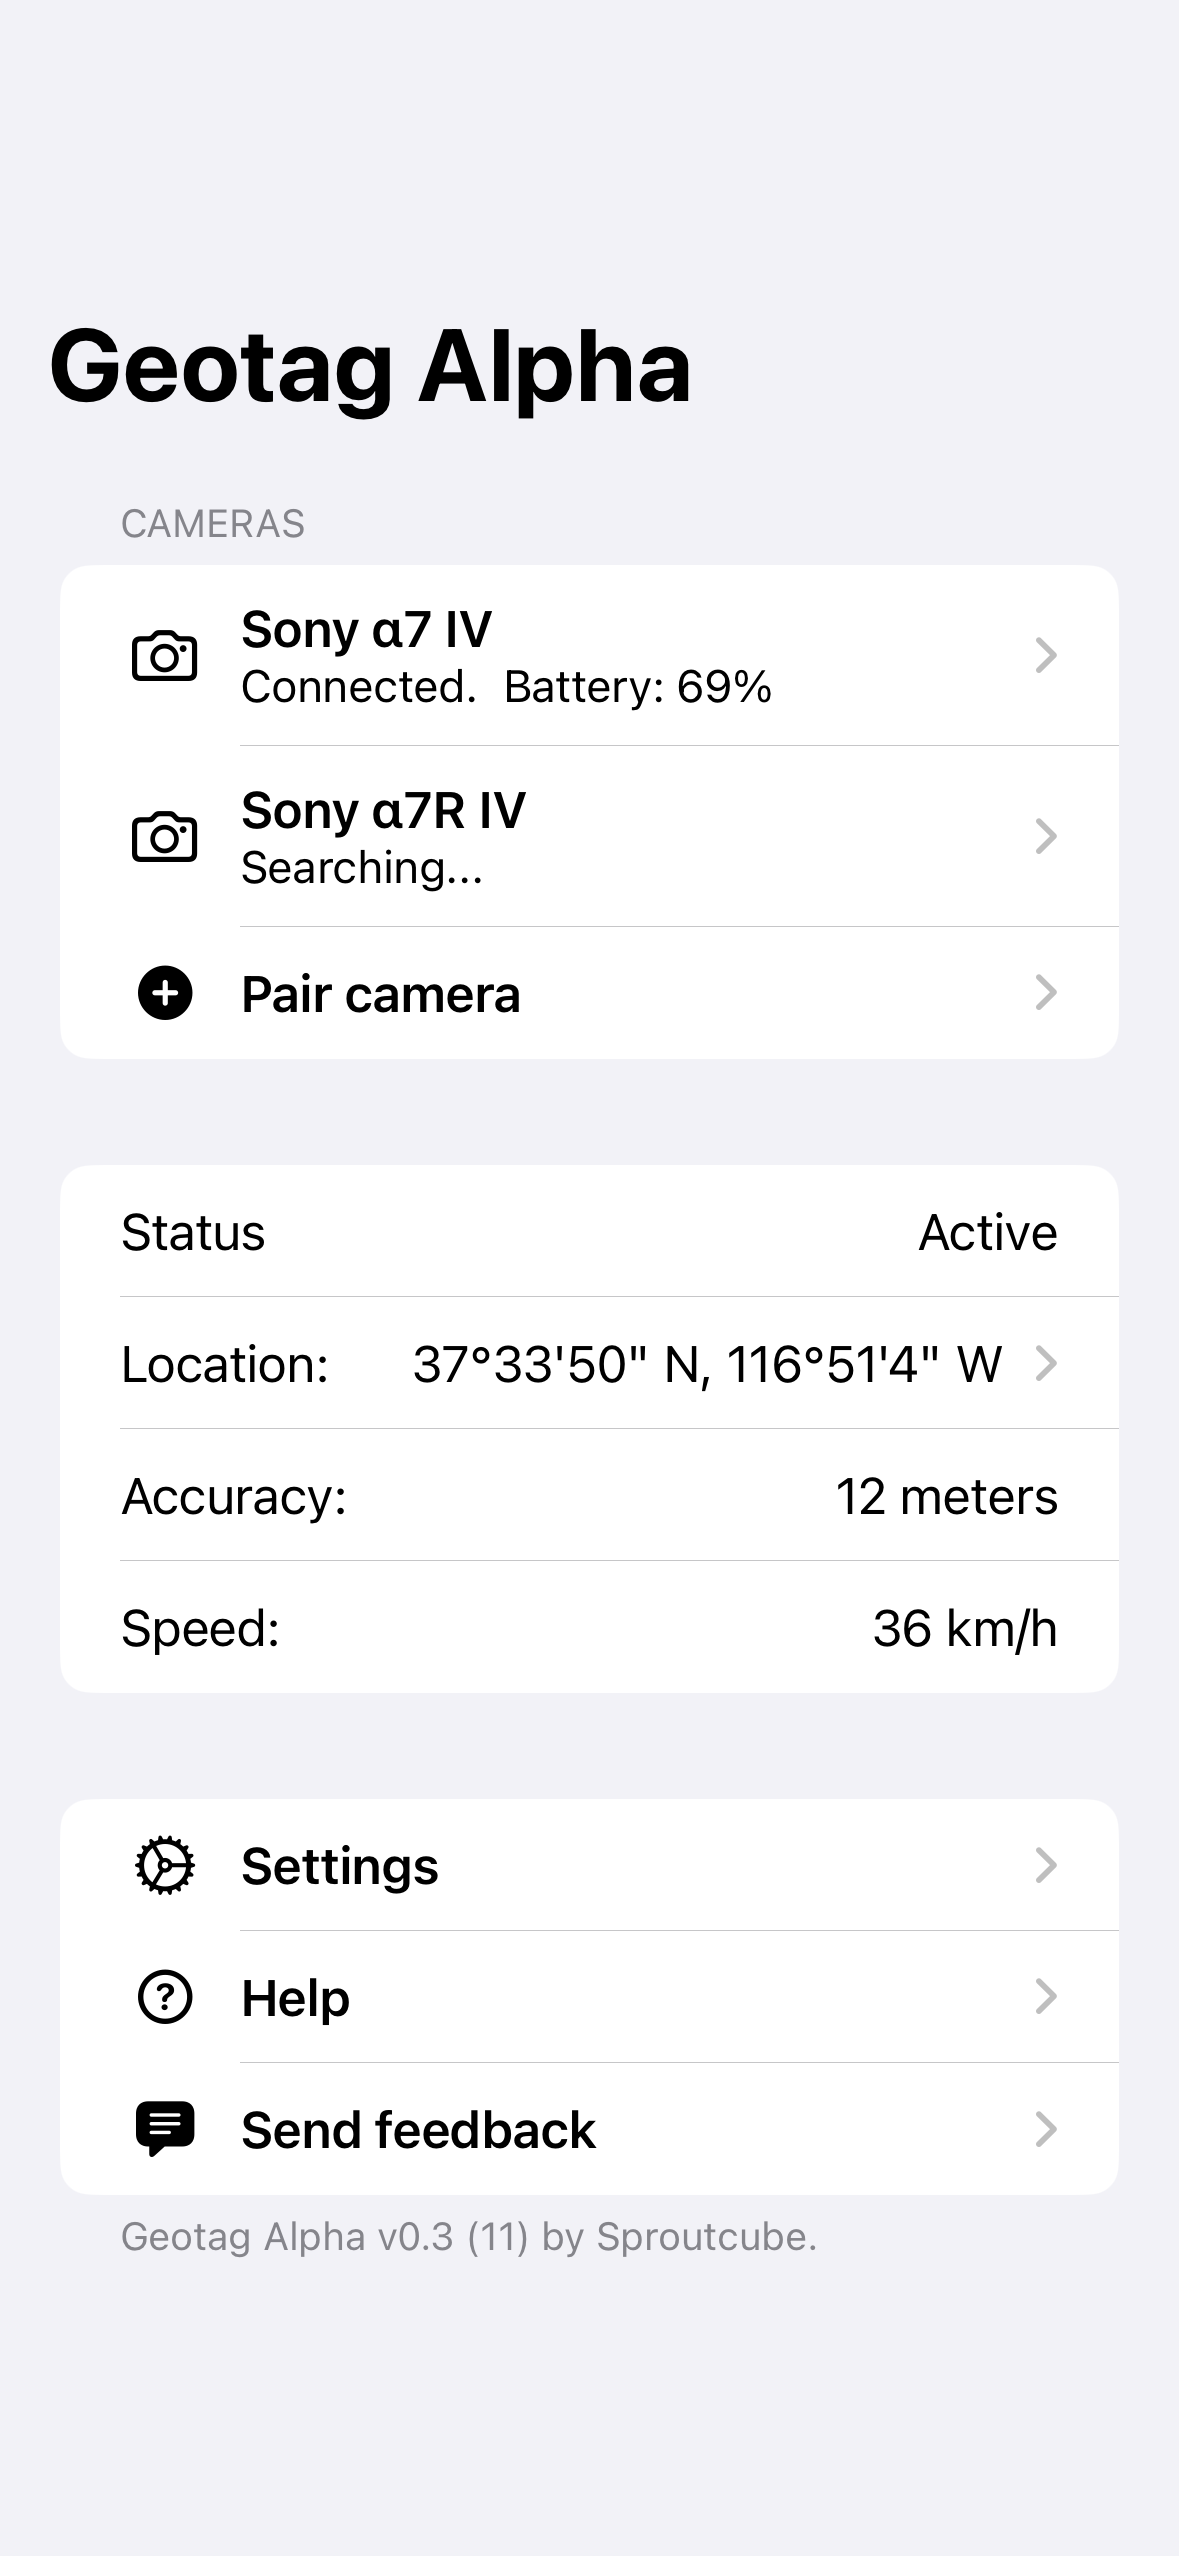 Geotag Alpha
CAMERAS
Sony α7 IV
Connected.  Battery: 69%
Sony α7R IV
Searching...
Pair camera
Status Active
Location: 37°33'50" N, 116°51'4" W
Accuracy: 12 meters
Speed: 36 km/h
Settings
Help
Send feedback
Geotag Alpha v0.3 (11) by Sproutcube.